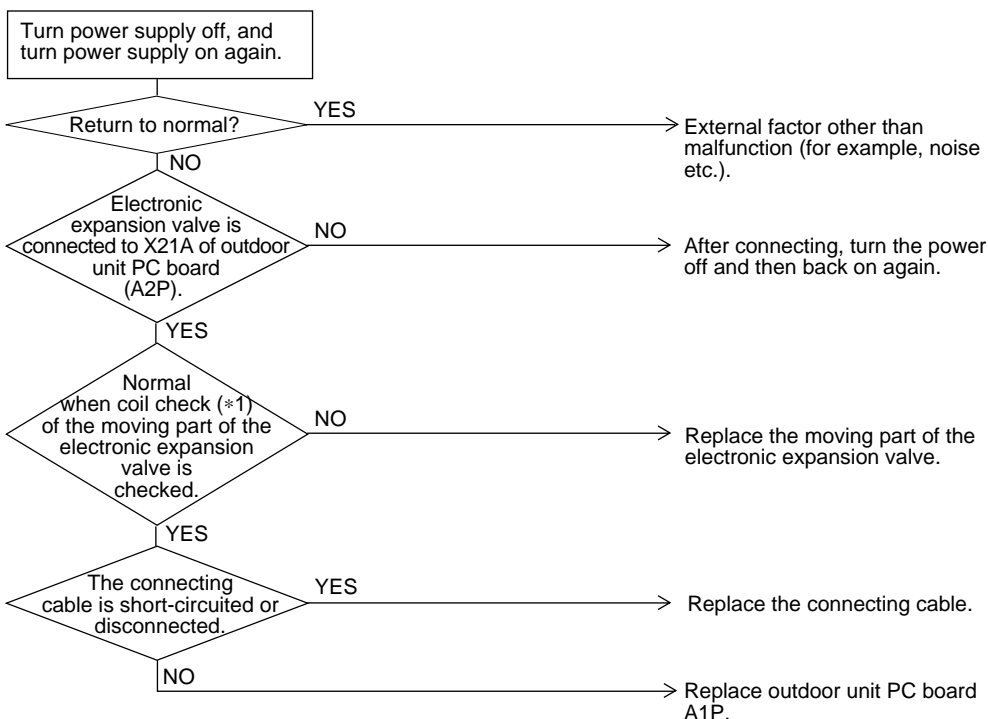 Turn power supply off, and
turn power supply on again.
Return to normal?
YES
External factor other than
malfunction (for example, noise
etc.).
NO
Electronic
expansion valve is
connected to X21A of outdoor
unit PC board
(A2P).
NO
After connecting, turn the power
off and then back on again.
YES
Normal
when coil check (*1)
of the moving part of the
electronic expansion
valve is
checked.
NO
Replace the moving part of the
electronic expansion valve.
YES
The connecting
cable is short-circuited or
disconnected.
YES
Replace the connecting cable.
NO
Replace outdoor unit PC board
A1P.